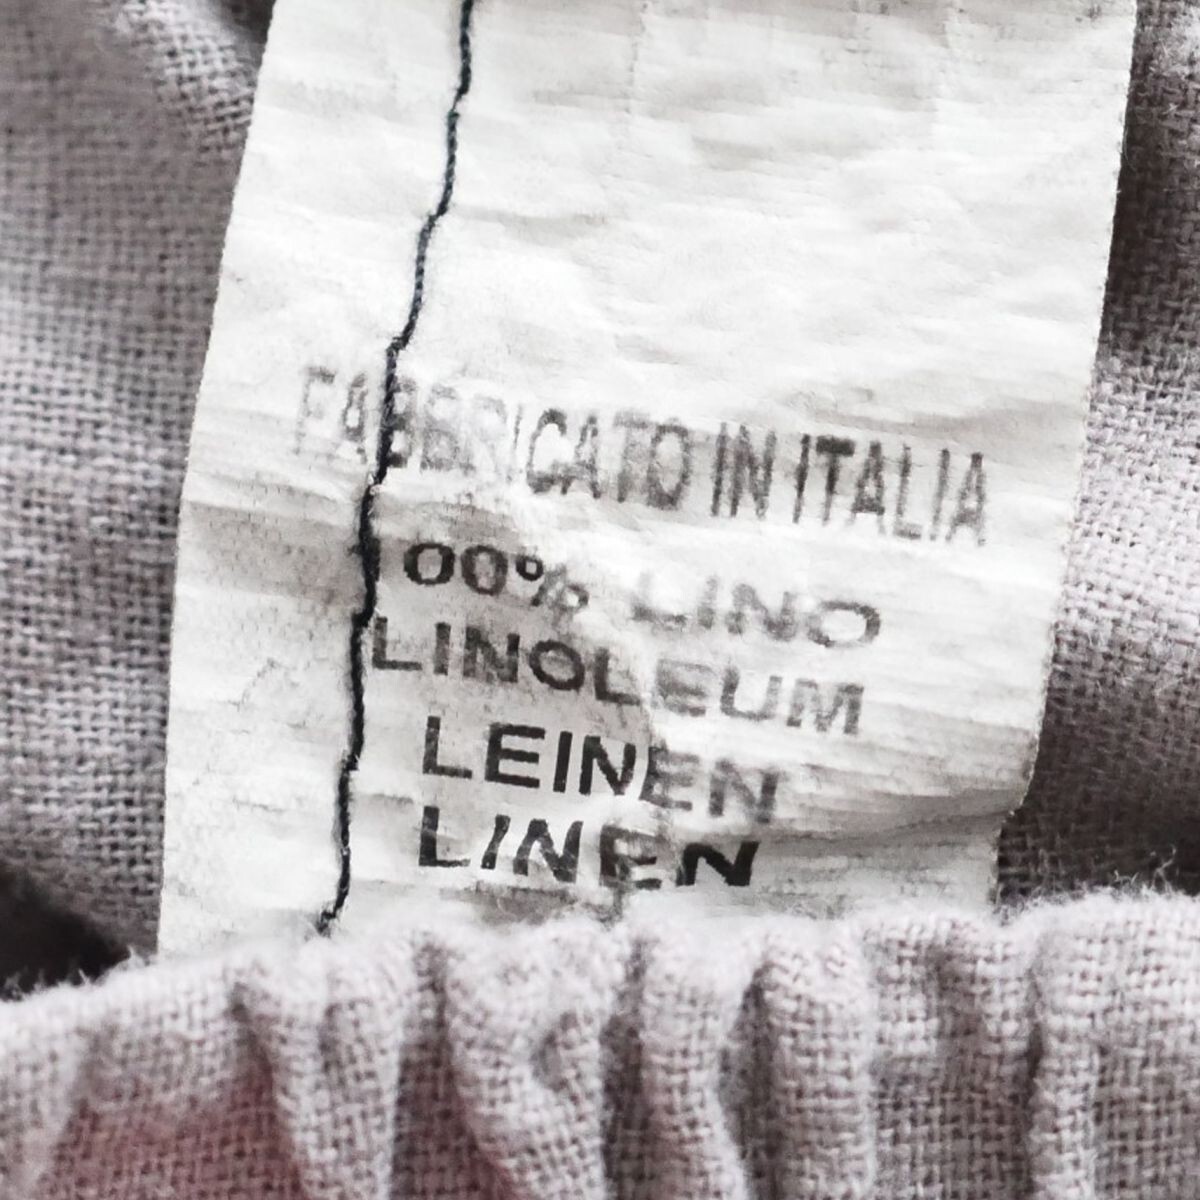 FABBRICATO IN ITALIA
100% LINO
LINOLEUM
LEINEN
LINEN